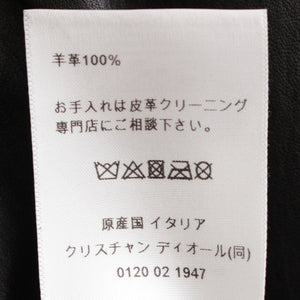 羊革100%
お手入れは皮革クリーニング
専門店にご相談下さい。
原産国 イタリア
クリスチャン ディオール(同)
0120 02 1947